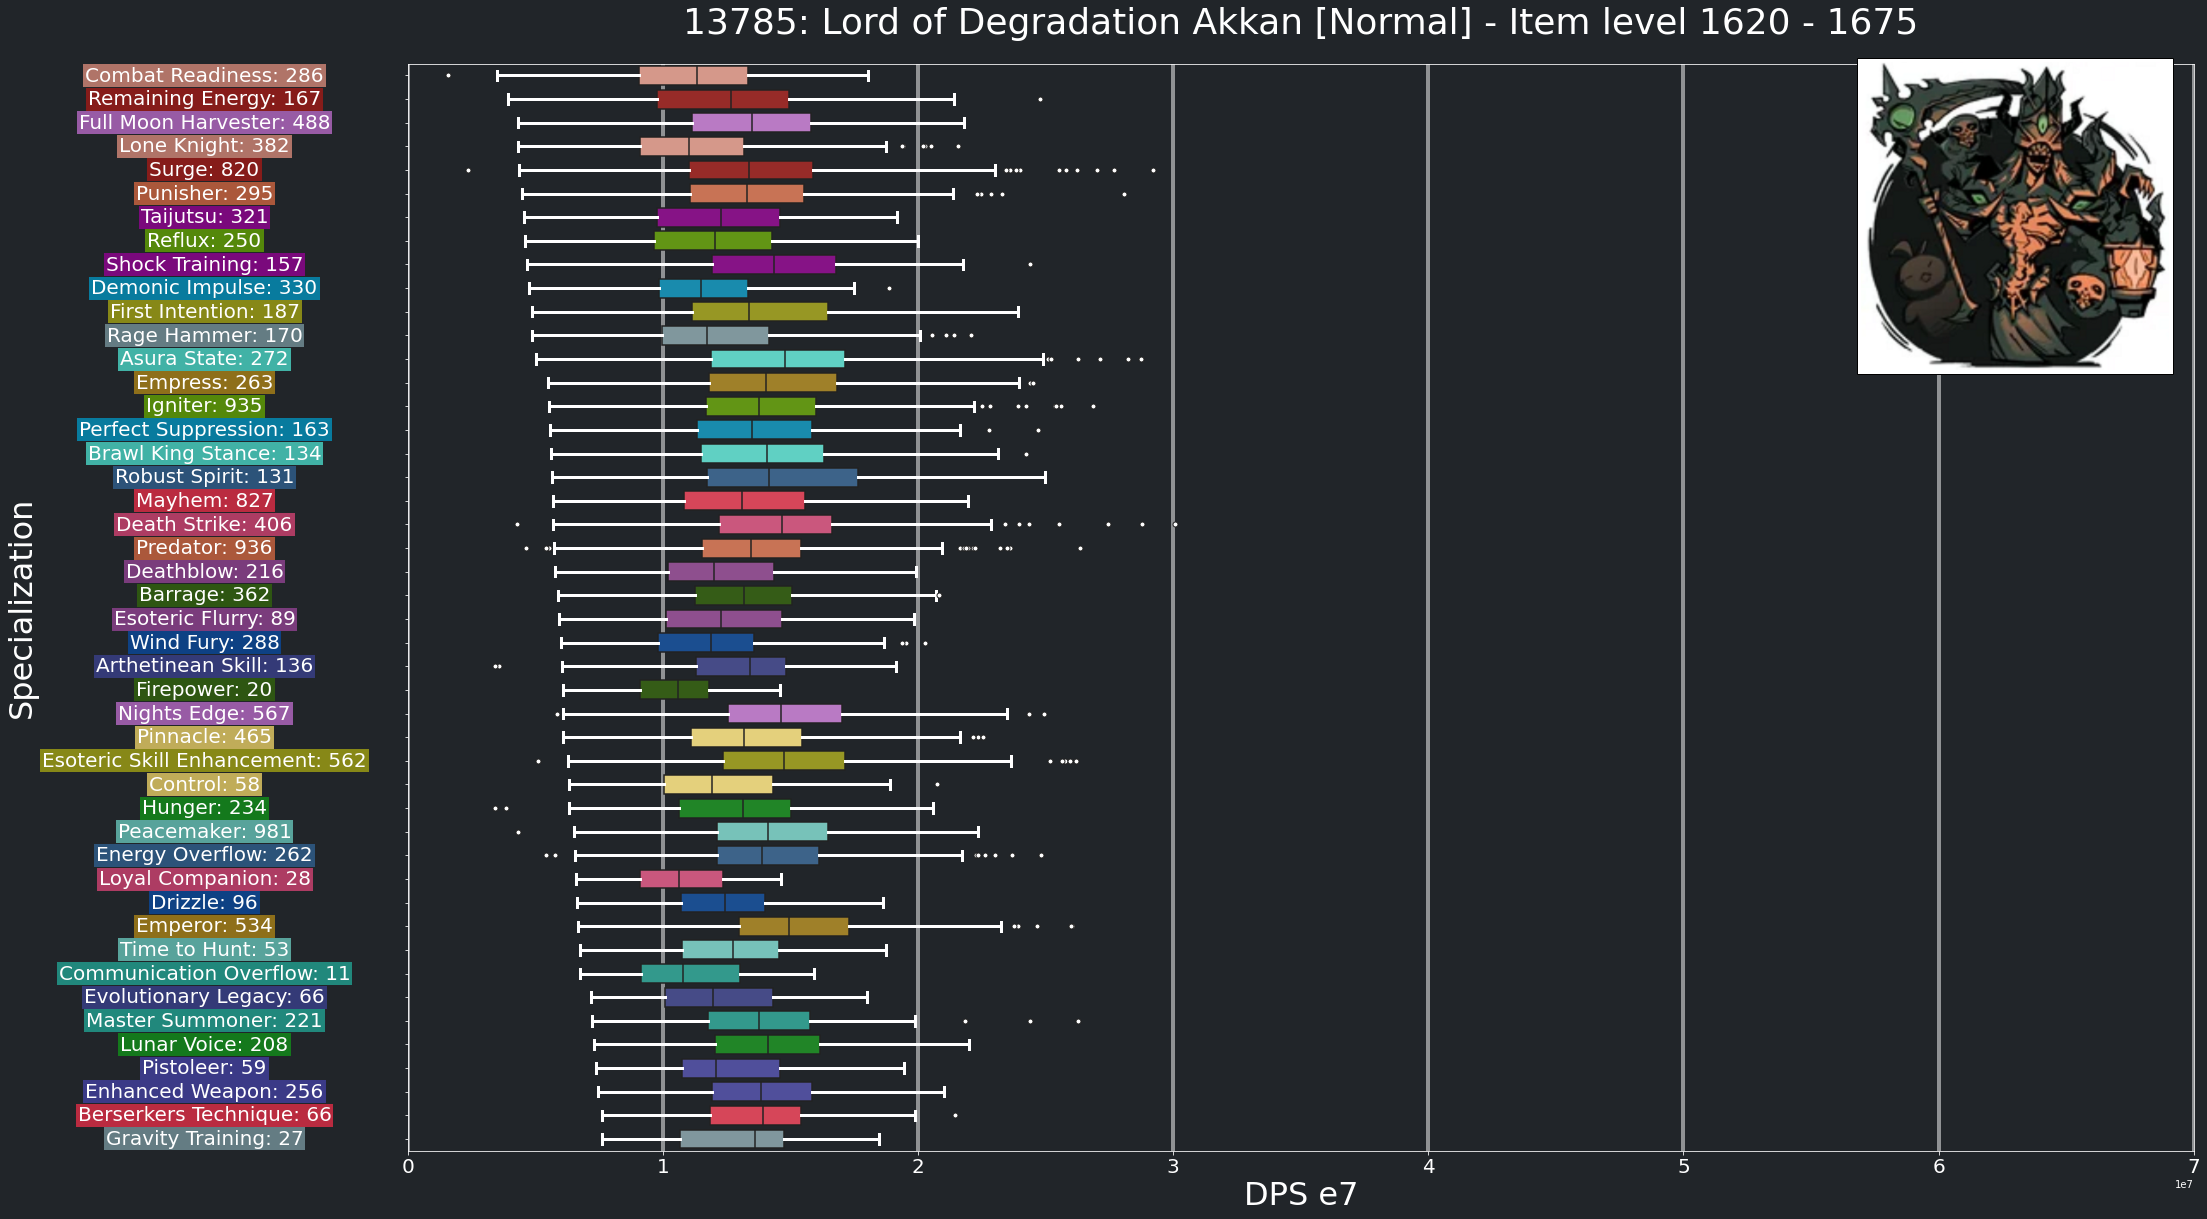 13785: Lord of Degradation Akkan [Normal] - Item level 1620 - 1675
Specialization
Combat Readiness: 286
Remaining Energy: 167
Full Moon Harvester: 488
Lone Knight: 382
Surge: 820
Punisher: 295
Taijutsu: 321
Reflux: 250
Shock Training: 157
Demonic Impulse: 330
First Intention: 187
Rage Hammer: 170
Asura State: 272
Empress: 263
Igniter: 935
Perfect Suppression: 163
Brawl King Stance: 134
Robust Spirit: 131
Mayhem: 827
Death Strike: 406
Predator: 936
Deathblow: 216
Barrage: 362
Esoteric Flurry: 89
Wind Fury: 288
Arthetinean Skill: 136
Firepower: 20
Nights Edge: 567
Pinnacle: 465
Esoteric Skill Enhancement: 562
Control: 58
Hunger: 234
Peacemaker: 981
Energy Overflow: 262
Loyal Companion: 28
Drizzle: 96
Emperor: 534
Time to Hunt: 53
Communication Overflow: 11
Evolutionary Legacy: 66
Master Summoner: 221
Lunar Voice: 208
Pistoleer: 59
Enhanced Weapon: 256
Berserkers Technique: 66
Gravity Training: 27
0 1 2 3 4 5 6 7
1e7
DPS e7